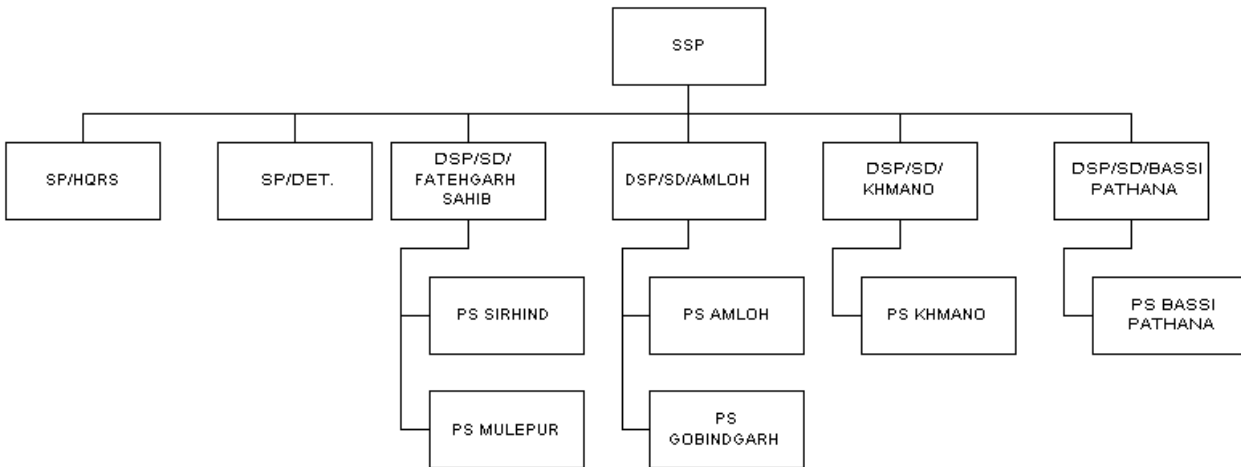 SSP
SP/HQRS
SP/DET.
DSP/SD/
FATEHGARH
SAHIB
DSP/SD/AMLOH
DSP/SD/
KHMANO
DSP/SD/BASSI
PATHANA
PS SIRHIND
PS AMLOH
PS KHMANO
PS BASSI
PATHANA
PS MULEPUR
PS
GOBINDGARH